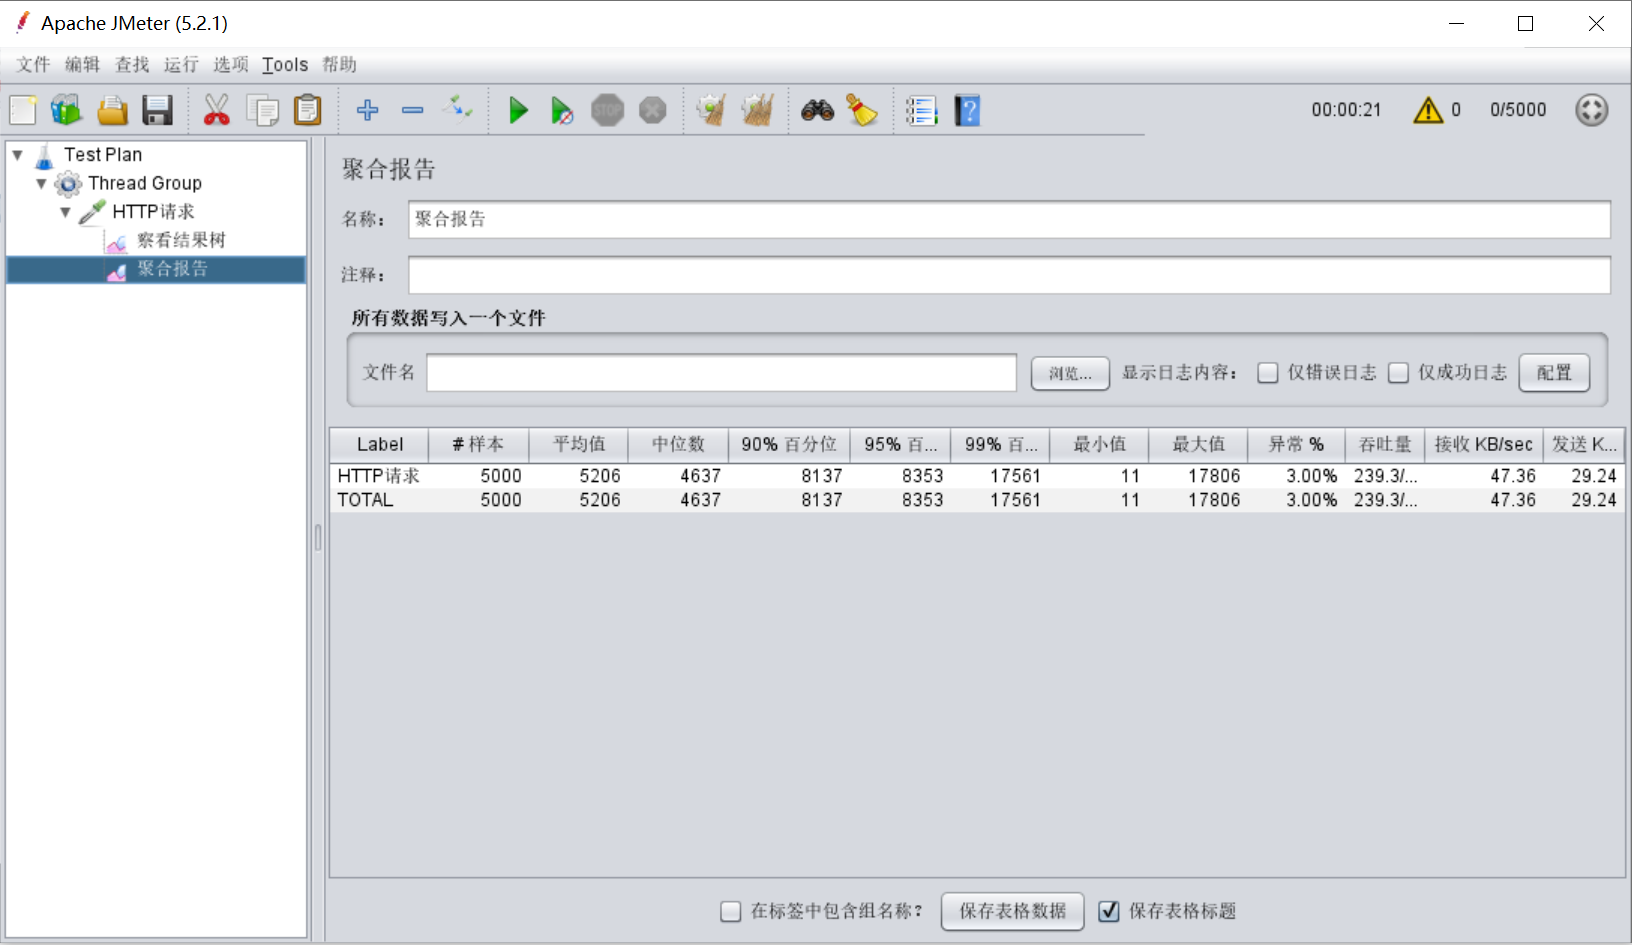 Apache JMeter (5.2.1)
文件 编辑 查找 运行 选项 Tools 帮助
STOP 00:00:21 0 0/5000
Test Plan
Thread Group
HTTP请求
察看结果树
聚合报告
聚合报告
名称： 聚合报告
注释：
所有数据写入一个文件
文件名 浏览... 显示日志内容： 仅错误日志 仅成功日志 配置
Label # 样本 平均值 中位数 90% 百分位 95% 百... 99% 百... 最小值 最大值 异常 % 吞吐量 接收 KB/sec 发送 K...
HTTP请求 5000 5206 4637 8137 8353 17561 11 17806 3.00% 239.3/... 47.36 29.24
TOTAL 5000 5206 4637 8137 8353 17561 11 17806 3.00% 239.3/... 47.36 29.24
在标签中包含组名称? 保存表格数据 保存表格标题